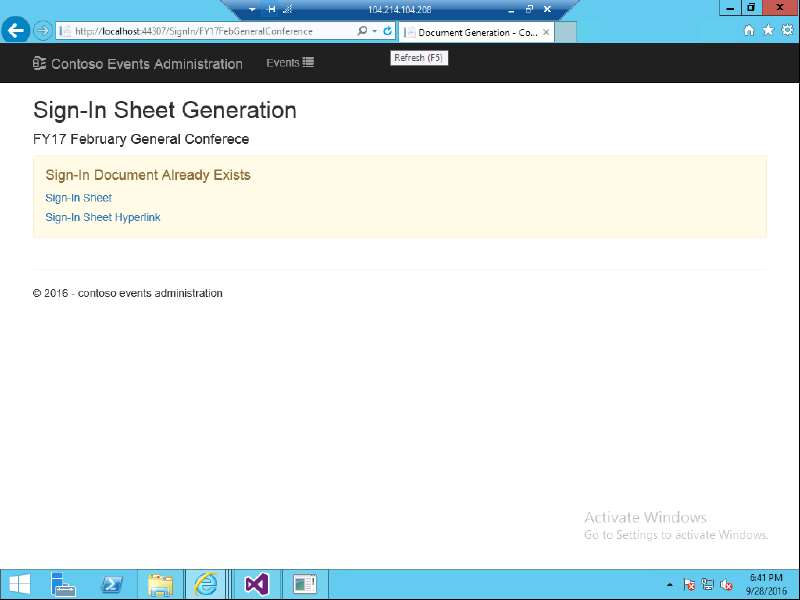 104.214.104.208
http://localhost:44307/SignIn/FY17FebGeneralConference
Document Generation - Co...
Refresh (F5)
Contoso Events Administration
Events
Sign-In Sheet Generation
FY17 February General Conferece
Sign-In Document Already Exists
Sign-In Sheet
Sign-In Sheet Hyperlink
© 2016 - contoso events administration
Activate Windows
Go to Settings to activate Windows.
6:41 PM
9/28/2016